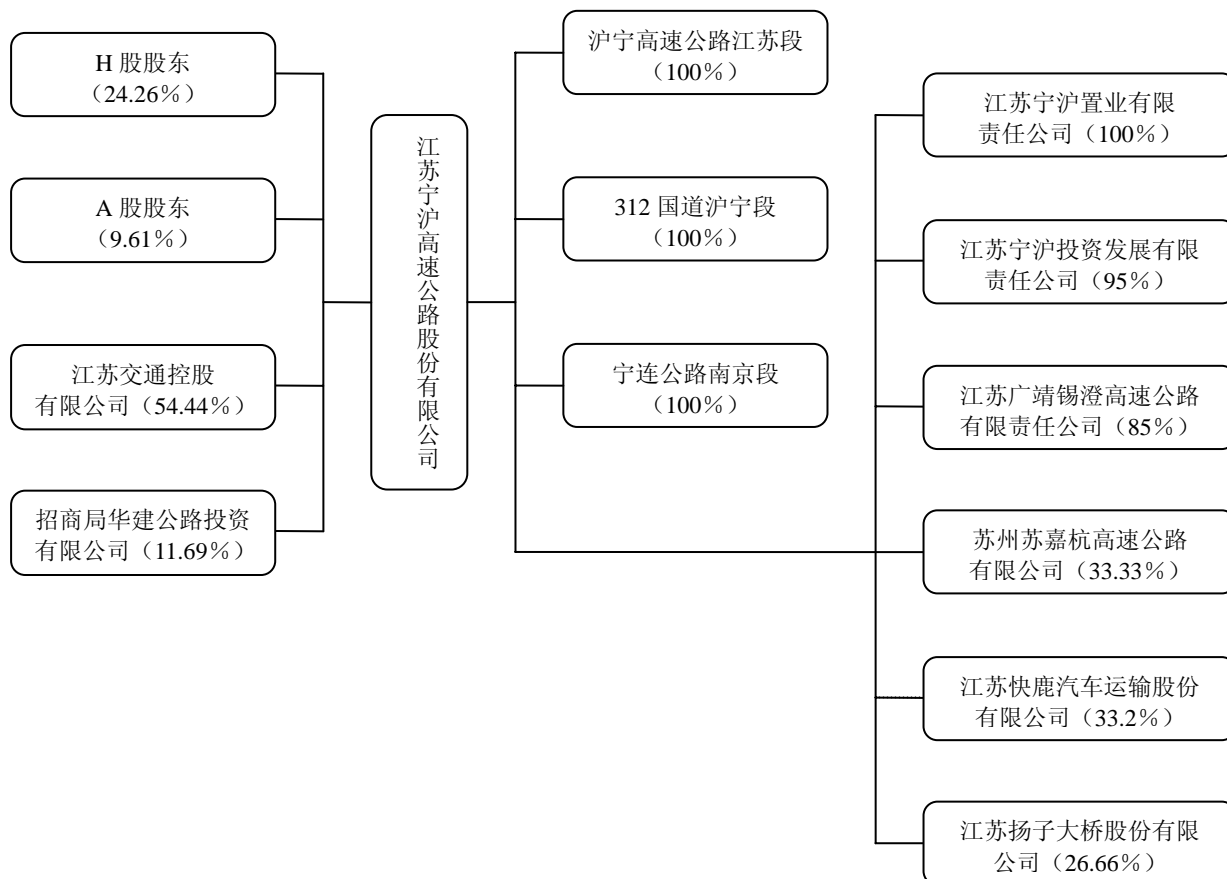 H 股股东
（24.26％）
A 股股东
（9.61％）
江苏交通控股
有限公司（54.44％）
招商局华建公路投资
有限公司（11.69％）
江苏宁沪高速公路股份有限公司
沪宁高速公路江苏段
（100％）
312 国道沪宁段
（100％）
宁连公路南京段
（100％）
江苏宁沪置业有限
责任公司（100％）
江苏宁沪投资发展有限
责任公司（95％）
江苏广靖锡澄高速公路
有限责任公司（85％）
苏州苏嘉杭高速公路
有限公司（33.33％）
江苏快鹿汽车运输股份
有限公司（33.2％）
江苏扬子大桥股份有限
公司（26.66％）